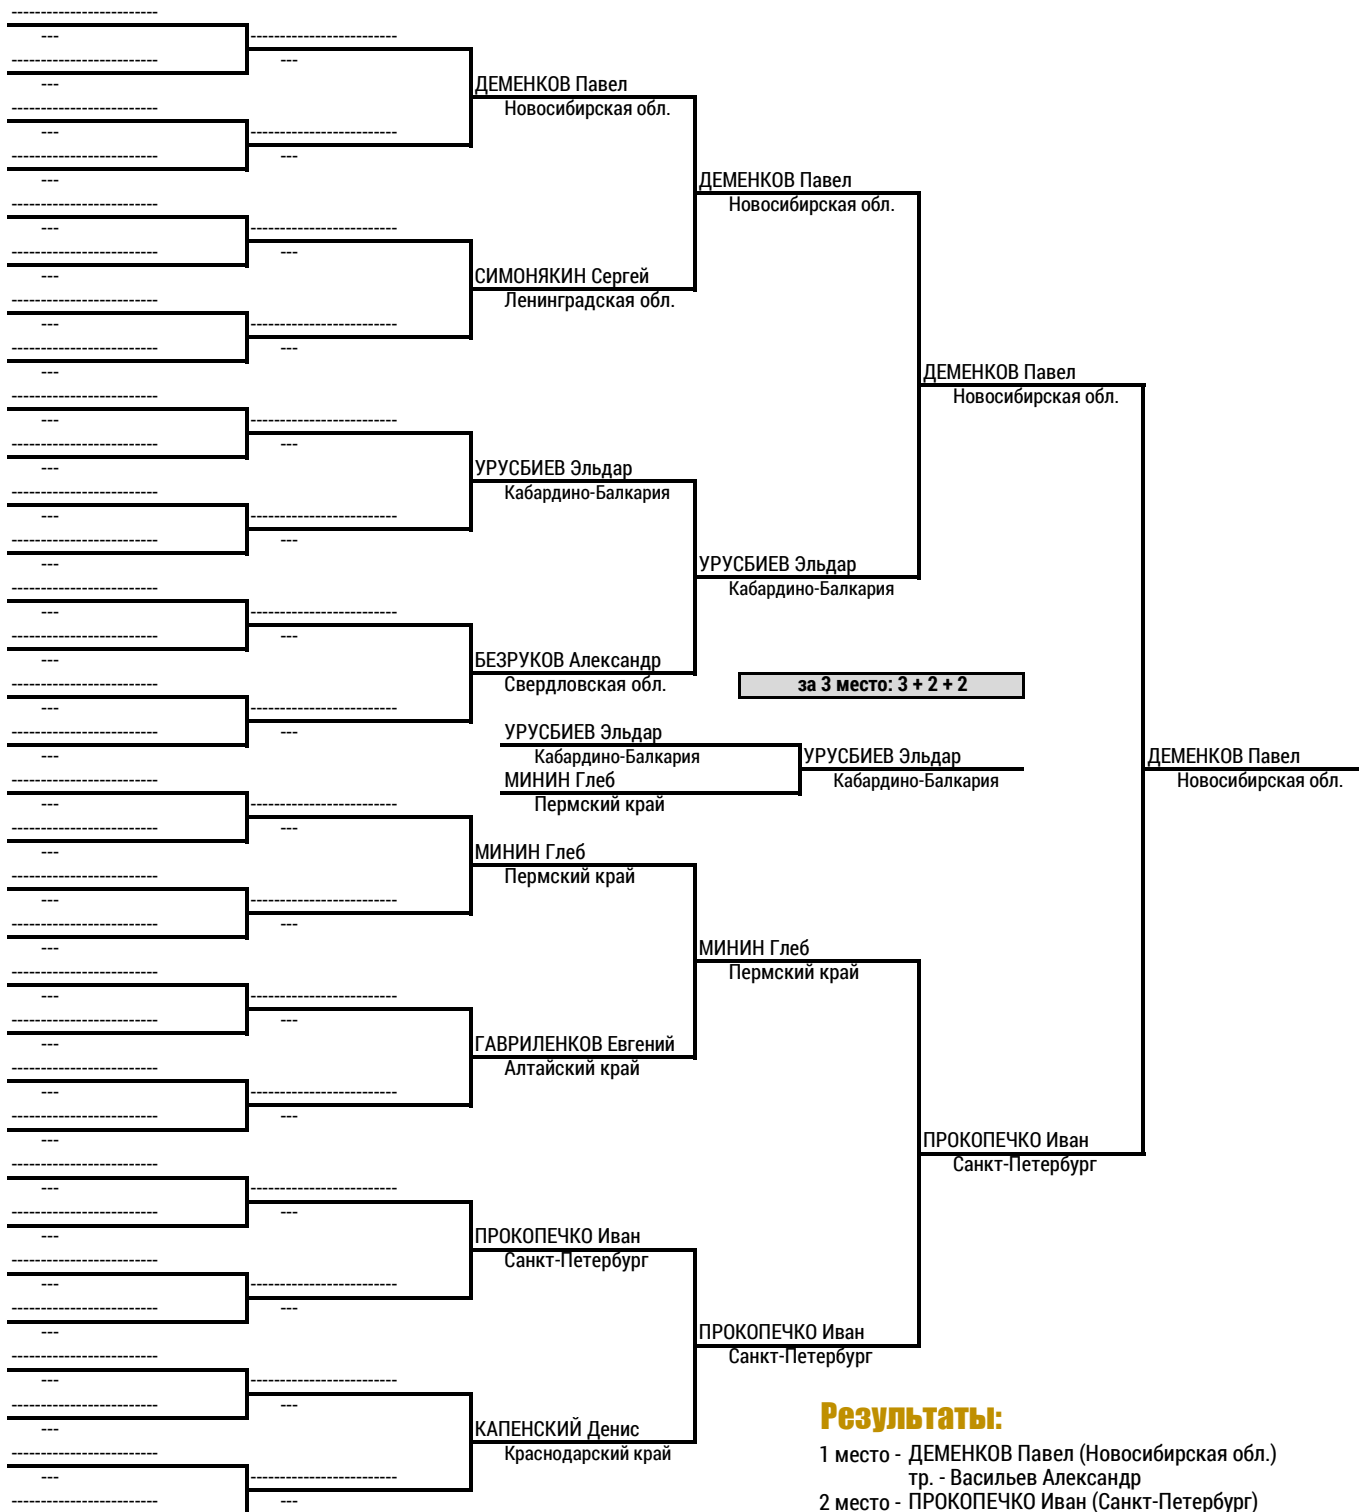 ДЕМЕНКОВ Павел
Новосибирская обл.
ДЕМЕНКОВ Павел
Новосибирская обл.
СИМОНЯКИН Сергей
Ленинградская обл.
ДЕМЕНКОВ Павел
Новосибирская обл.
УРУСБИЕВ Эльдар
Кабардино-Балкария
УРУСБИЕВ Эльдар
Кабардино-Балкария
БЕЗРУКОВ Александр
Свердловская обл.
за 3 место: 3 + 2 + 2
УРУСБИЕВ Эльдар
Кабардино-Балкария
МИНИН Глеб
Пермский край
УРУСБИЕВ Эльдар
Кабардино-Балкария
ДЕМЕНКОВ Павел
Новосибирская обл.
МИНИН Глеб
Пермский край
МИНИН Глеб
Пермский край
ГАВРИЛЕНКОВ Евгений
Алтайский край
ПРОКОПЕЧКО Иван
Санкт-Петербург
ПРОКОПЕЧКО Иван
Санкт-Петербург
ПРОКОПЕЧКО Иван
Санкт-Петербург
КАПЕНСКИЙ Денис
Краснодарский край
Результаты:
1 место - ДЕМЕНКОВ Павел (Новосибирская обл.)
тр. - Васильев Александр
2 место - ПРОКОПЕЧКО Иван (Санкт-Петербург)